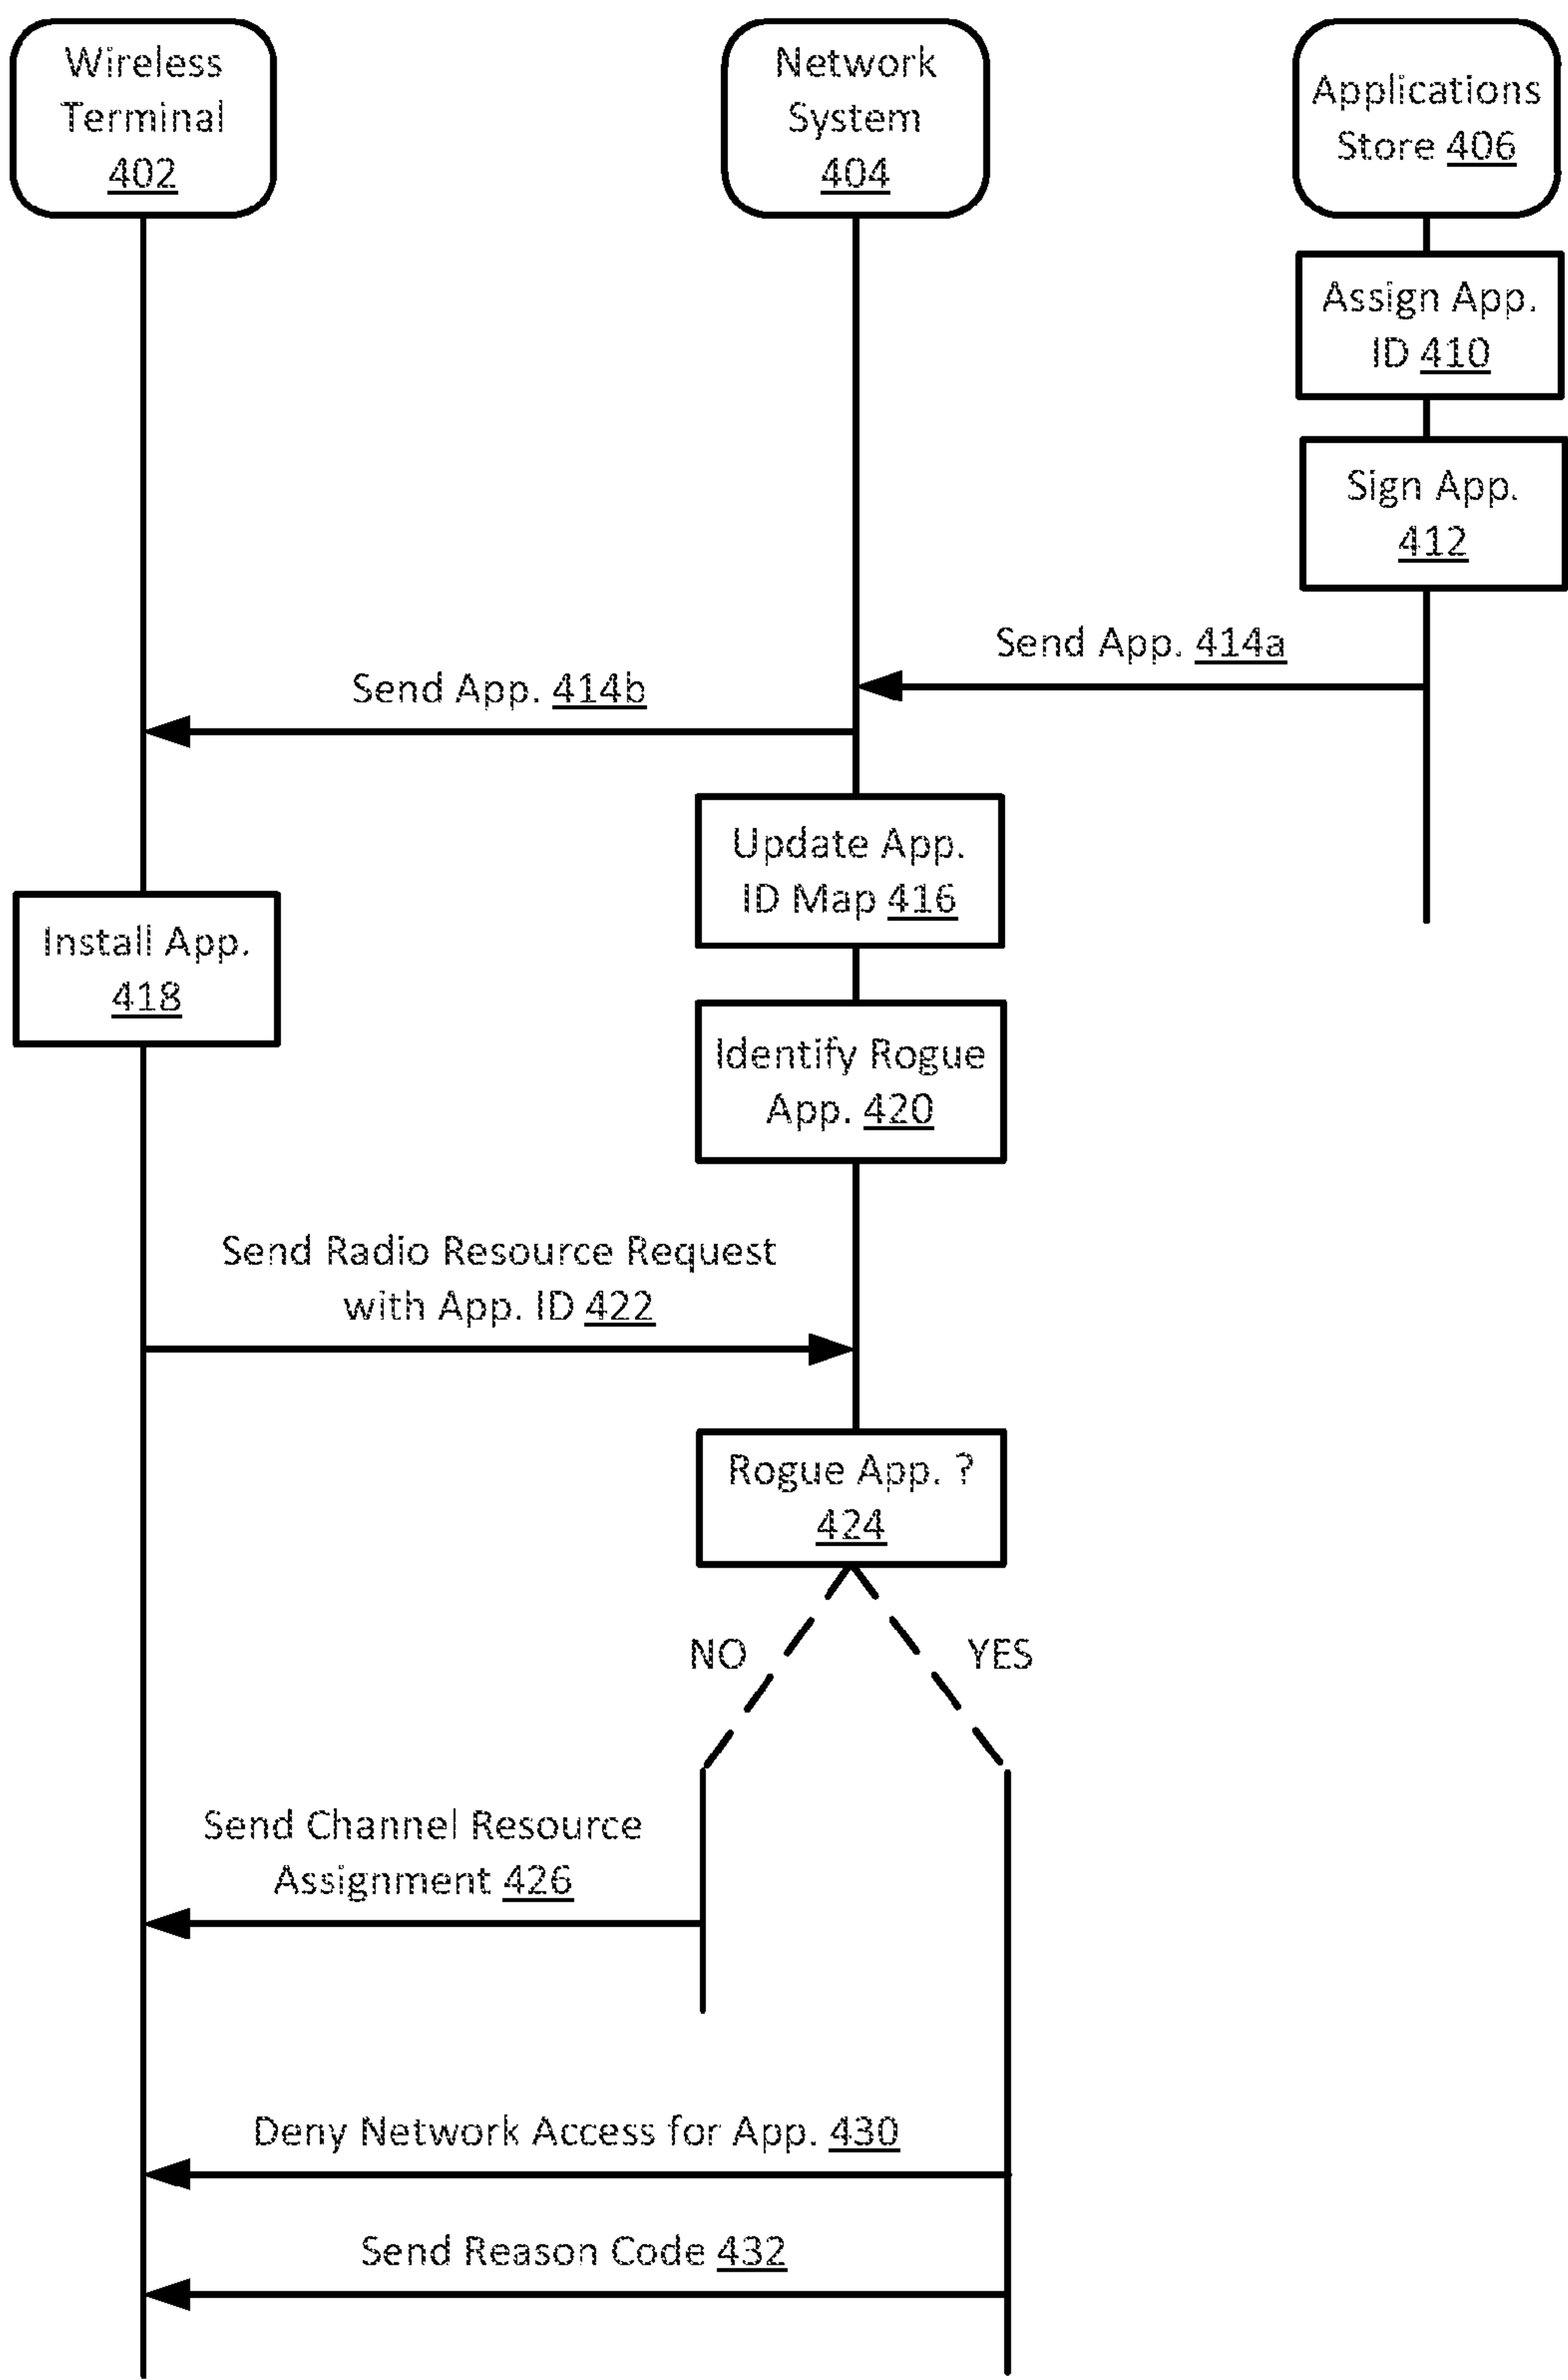 Wireless
Terminal
402
Network
System
404
Applications
Store 406
Assign App.
ID 410
Sign App.
412
Send App. 414a
Send App. 414b
Update App.
ID Map 416
Install App.
418
Identify Rogue
App. 420
Send Radio Resource Request
with App. ID 422
Rogue App. ?
424
NO
YES
Send Channel Resource
Assignment 426
Deny Network Access for App. 430
Send Reason Code 432